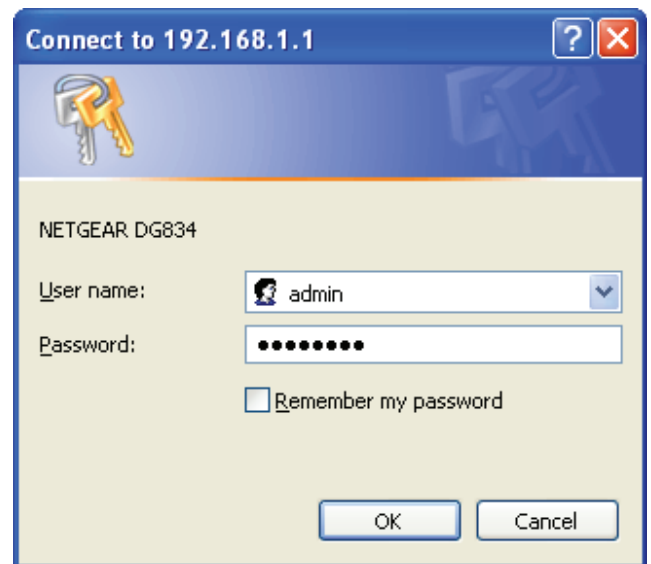 Connect to 192.168.1.1
NETGEAR DG834
User name:
admin
Password:
••••••••
Remember my password
OK
Cancel